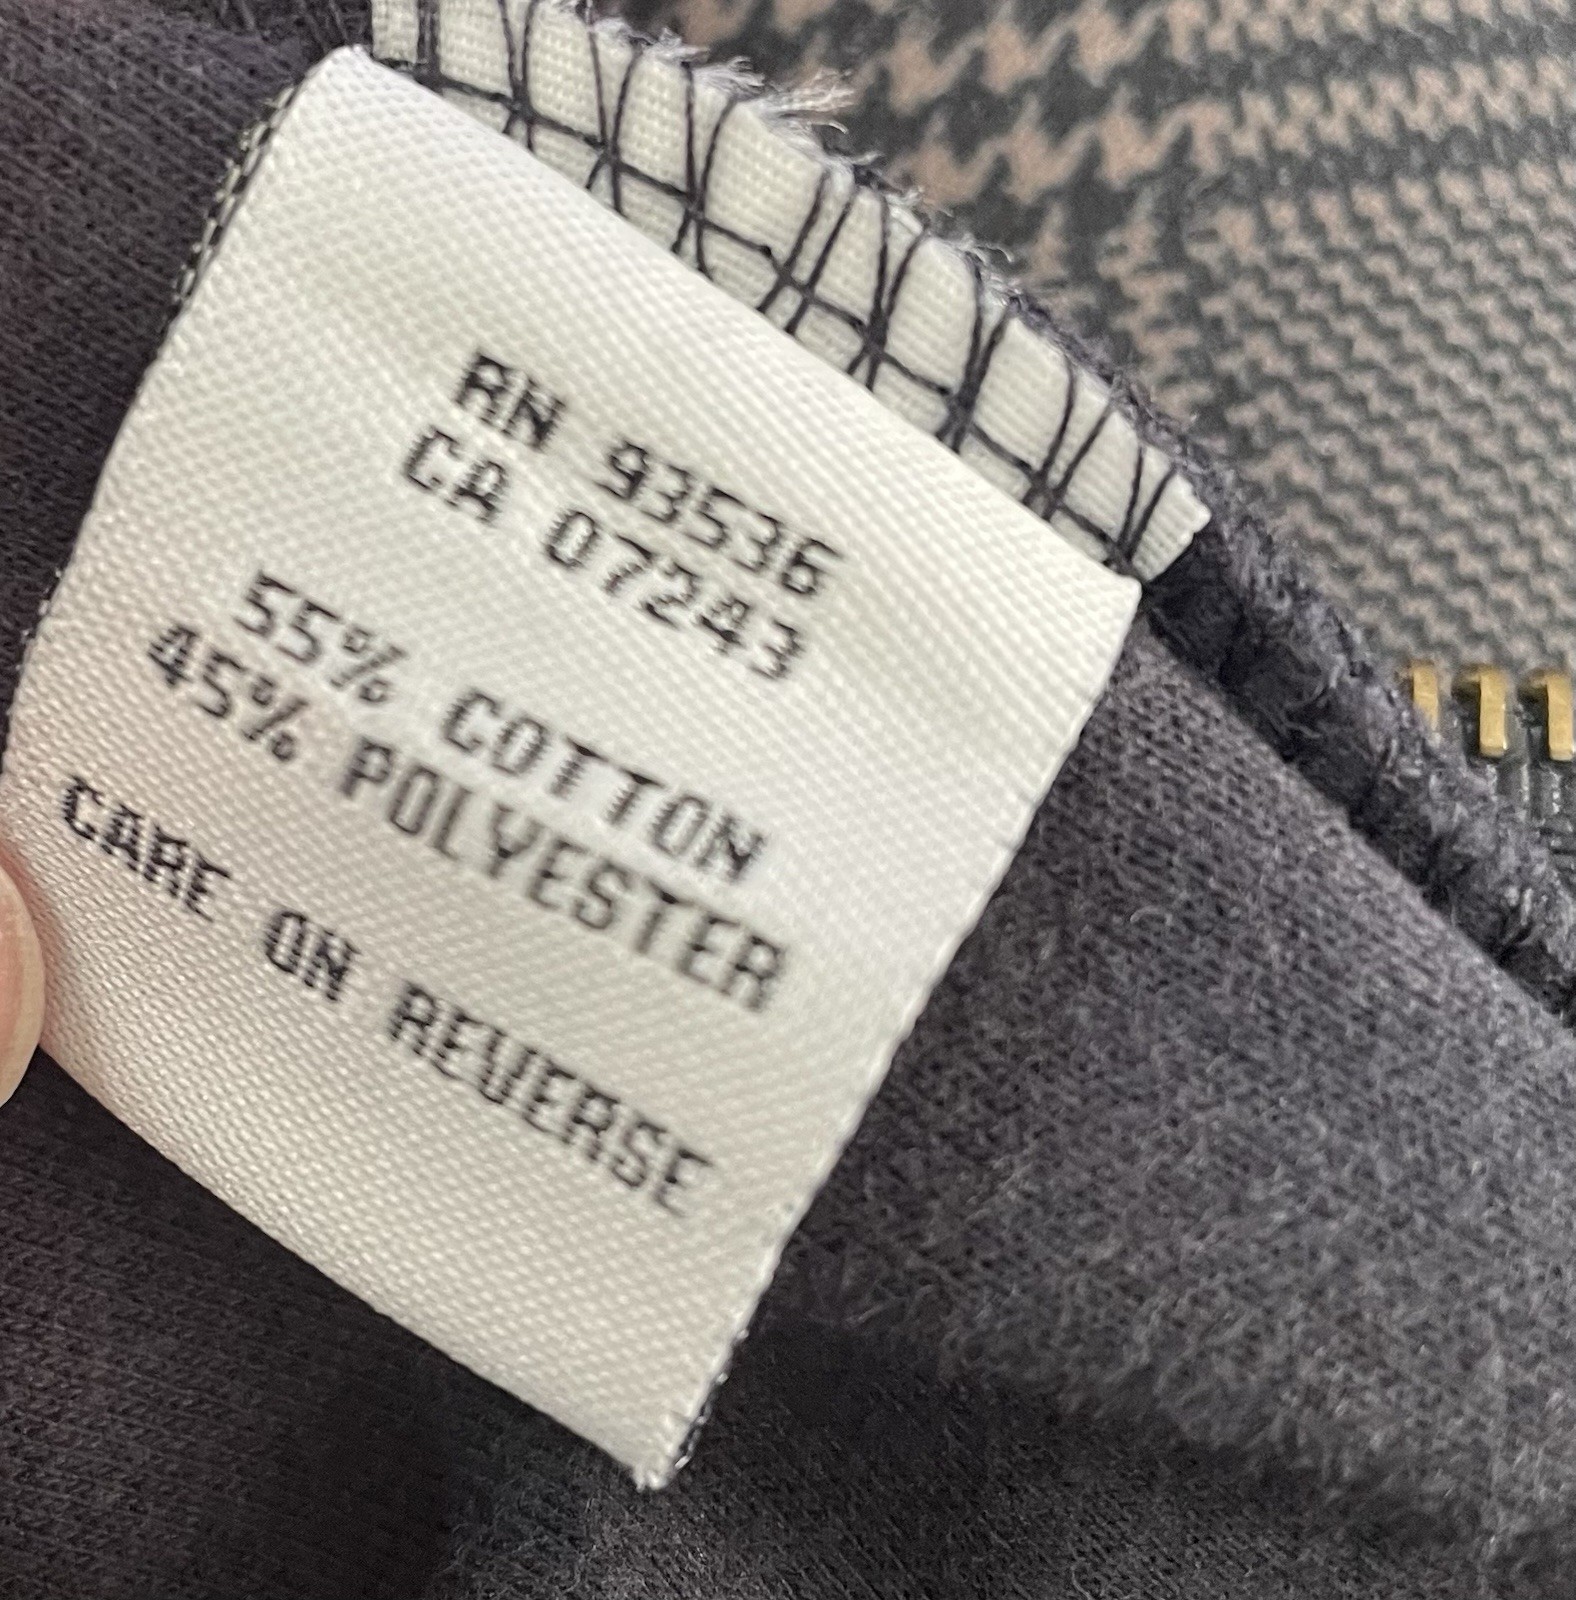 RN 93536
CA 07243
55% COTTON
45% POLYESTER
CARE ON REVERSE